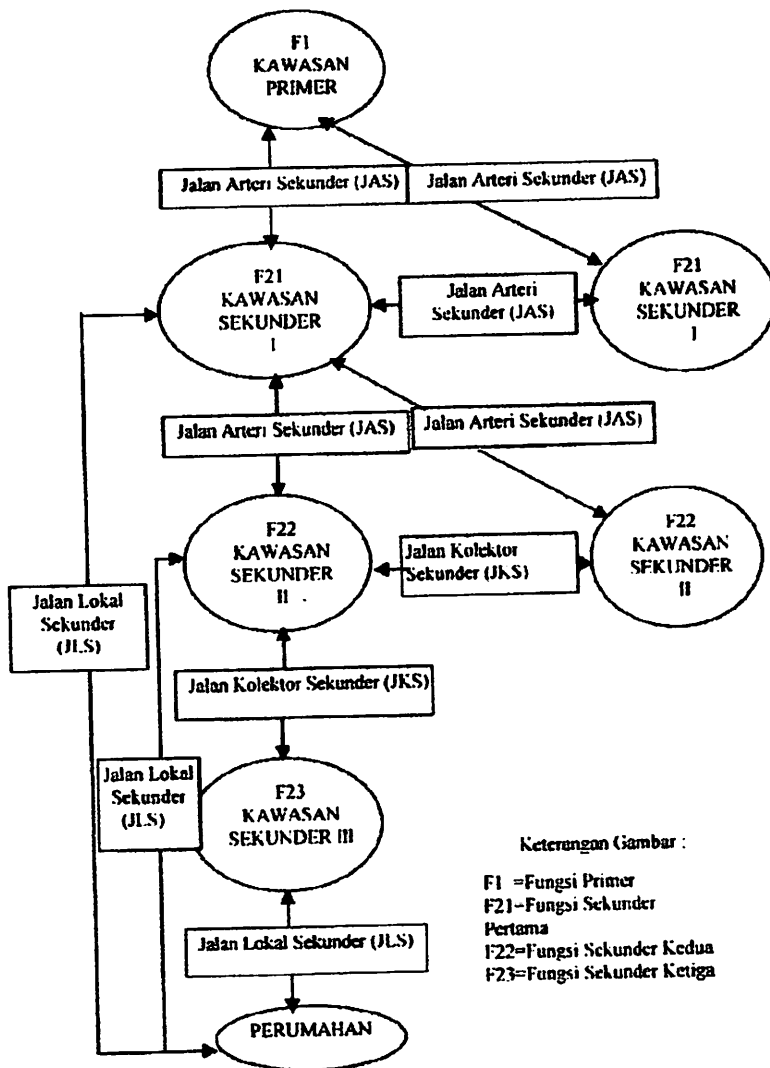 F1
KAWASAN
PRIMER
Jalan Arteri Sekunder (JAS)
Jalan Arteri Sekunder (JAS)
F21
KAWASAN
SEKUNDER
I
Jalan Arteri
Sekunder (JAS)
F21
KAWASAN
SEKUNDER
I
Jalan Arteri Sekunder (JAS)
Jalan Arteri Sekunder (JAS)
F22
KAWASAN
SEKUNDER
II
Jalan Kolektor
Sekunder (JKS)
F22
KAWASAN
SEKUNDER
II
Jalan Lokal
Sekunder
(JLS)
Jalan Kolektor Sekunder (JKS)
Jalan Lokal
Sekunder
(JLS)
F23
KAWASAN
SEKUNDER III
Jalan Lokal Sekunder (JLS)
PERUMAHAN
Keterangan Gambar :
F1 =Fungsi Primer
F21=Fungsi Sekunder
Pertama
F22=Fungsi Sekunder Kedua
F23=Fungsi Sekunder Ketiga